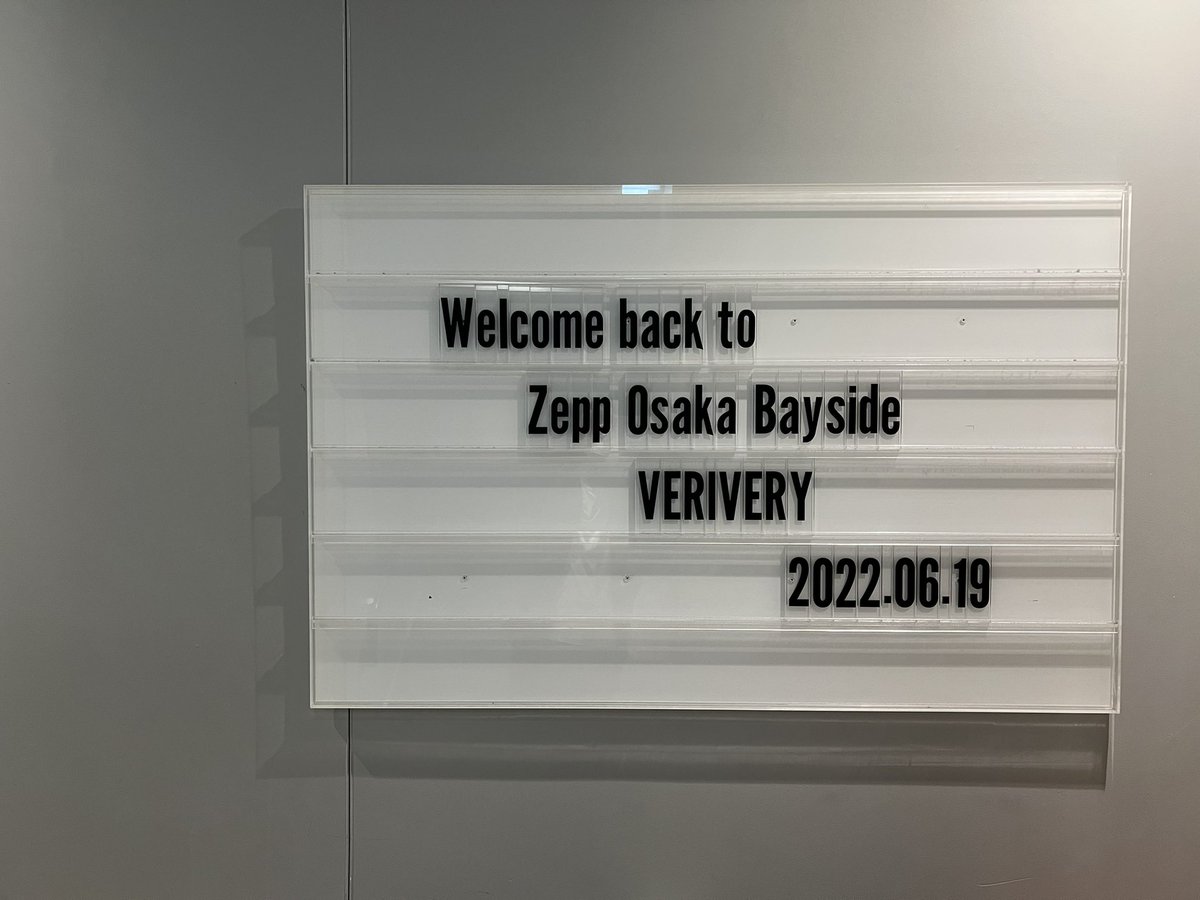 Welcome back to
Zepp Osaka Bayside
VERIVERY
2022.06.19